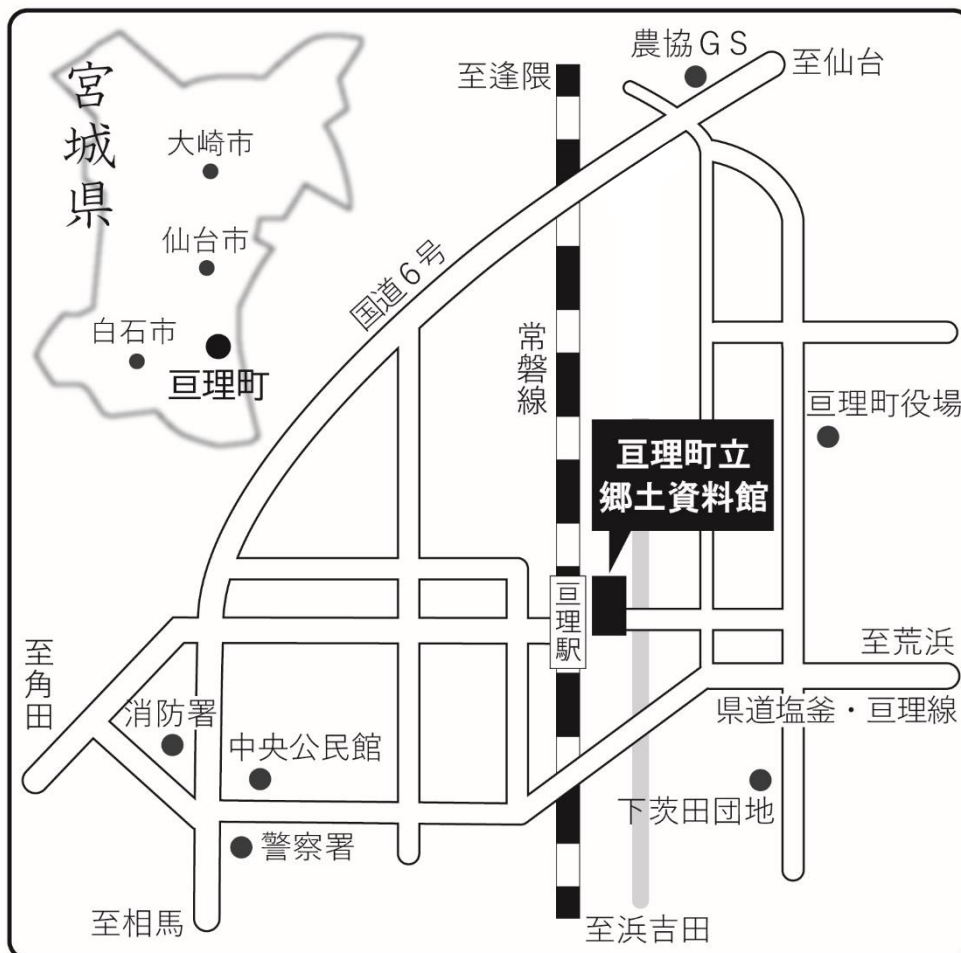 宮城県
大崎市
仙台市
白石市
亘理町
至逢隈
農協ＧＳ
至仙台
国道６号
常磐線
亘理町役場
亘理町立
郷土資料館
亘理駅
至角田
消防署
中央公民館
警察署
至相馬
至荒浜
県道塩釜・亘理線
下茨田団地
至浜吉田